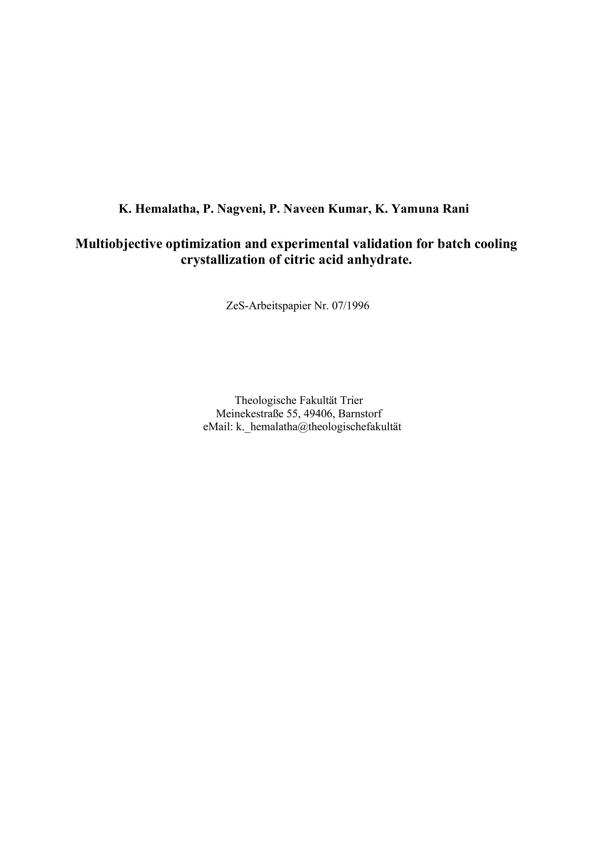 K. Hemalatha, P. Nagveni, P. Naveen Kumar, K. Yamuna Rani
Multiobjective optimization and experimental validation for batch cooling
crystallization of citric acid anhydrate.
ZeS-Arbeitspapier Nr. 07/1996
Theologische Fakultät Trier
Meinekestraße 55, 49406, Barnstorf
eMail: k._hemalatha@theologischefakultät